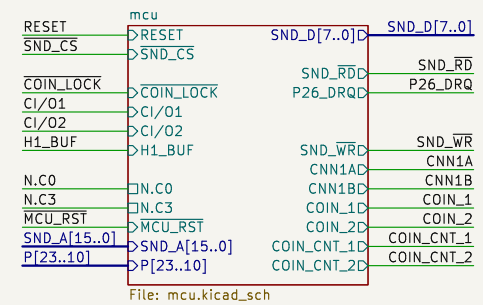 mcu
RESET RESET SND_D[7..0] SND_D[7..0]
SND_CS SND_CS
SND_RD SND_RD
COIN_LOCK COIN_LOCK P26_DRQ P26_DRQ
CI/O1 CI/O1
CI/O2 CI/O2
H1_BUF H1_BUF SND_WR SND_WR
CNN1A CNN1A
N.C0 N.C0 CNN1B CNN1B
N.C3 N.C3 COIN_1 COIN_1
MCU_RST MCU_RST COIN_2 COIN_2
SND_A[15..0] SND_A[15..0] COIN_CNT_1 COIN_CNT_1
P[23..10] P[23..10] COIN_CNT_2 COIN_CNT_2
File: mcu.kicad_sch